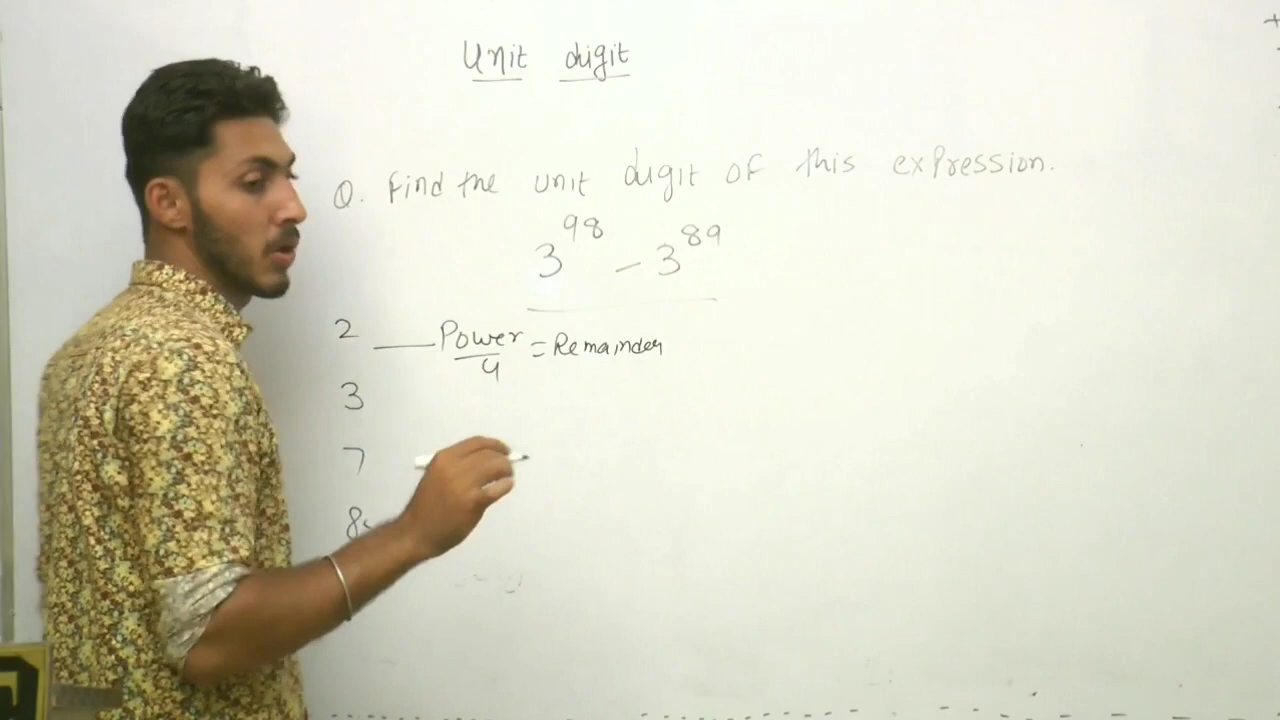 Unit digit
Q. Find the unit digit of this expression.
3^98 - 3^89
2 —— Power/4 = Remainder
3
7
8